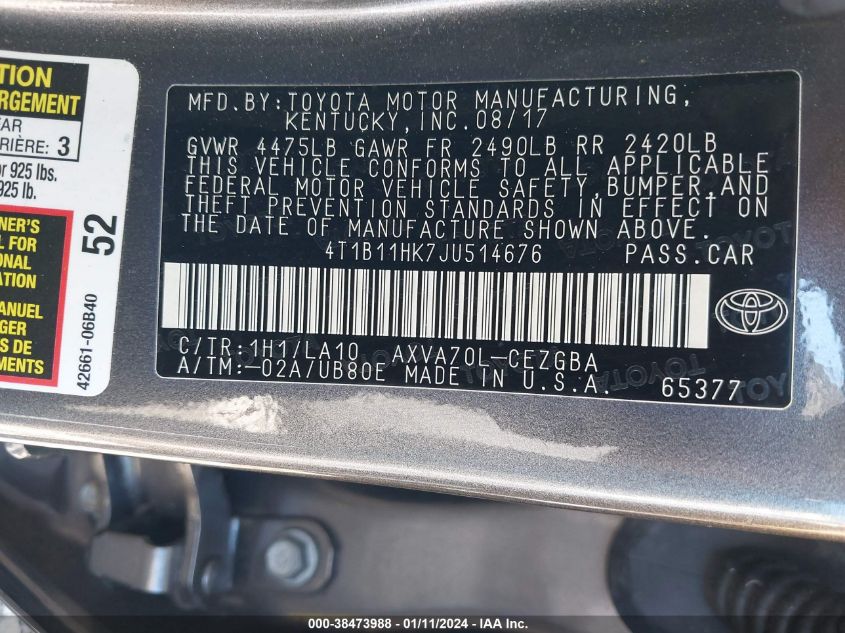 TION
RGEMENT
EAR
RIÈRE: 3
or 925 lbs.
925 lb.
NER'S
L FOR
ONAL
ATION
MANUEL
GER
S DE
S
52
42661-06B40
MFD.BY:TOYOTA MOTOR MANUFACTURING,
KENTUCKY,INC.08/17
GVWR 4475LB GAWR FR 2490LB RR 2420LB
THIS VEHICLE CONFORMS TO ALL APPLICABLE
FEDERAL MOTOR VEHICLE SAFETY,BUMPER,AND
THEFT PREVENTION STANDARDS IN EFFECT ON
THE DATE OF MANUFACTURE SHOWN ABOVE.
4T1B11HK7JU514676 PASS.CAR
C/TR:1H17LA10 AXVA70L-CEZGBA
A/TM:-02A/UB80E MADE IN U.S.A. 65377
000-38473988 - 01/11/2024 - IAA Inc.